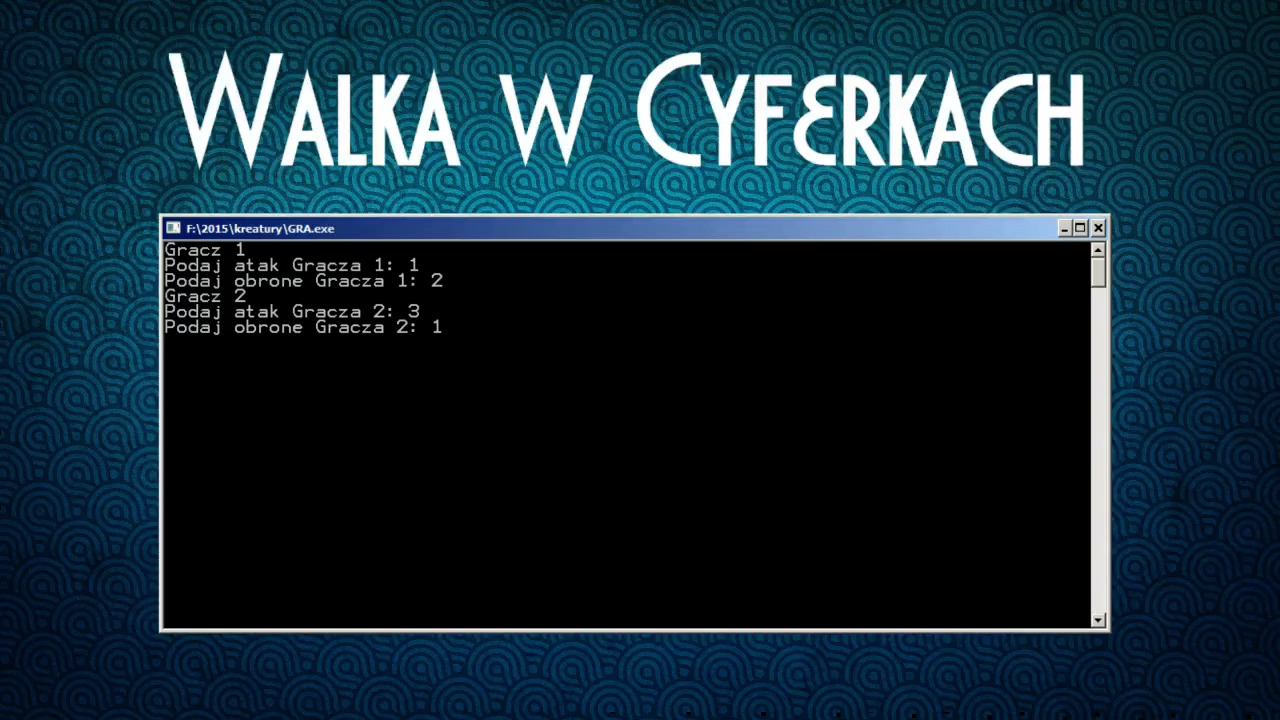 Walka w Cyferkach
F:\2015\kreatury\GRA.exe
Gracz 1
Podaj atak Gracza 1: 1
Podaj obrone Gracza 1: 2
Gracz 2
Podaj atak Gracza 2: 3
Podaj obrone Gracza 2: 1